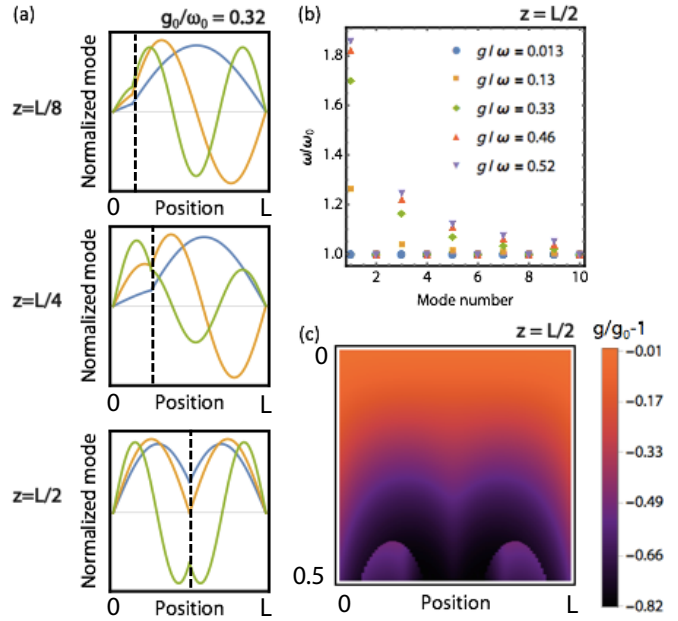 (a)
g₀/ω₀ = 0.32
z=L/8
Normalized mode
0 Position L
z=L/4
Normalized mode
0 Position L
z=L/2
Normalized mode
0 Position L
(b)
z = L/2
ω/ω₀
1.8
1.6
1.4
1.2
1.0
g / ω = 0.013
g / ω = 0.13
g / ω = 0.33
g / ω = 0.46
g / ω = 0.52
2 4 6 8 10
Mode number
(c)
z = L/2
0
0.5
0 Position L
g/g₀-1
−0.01
−0.17
−0.33
−0.49
−0.66
−0.82